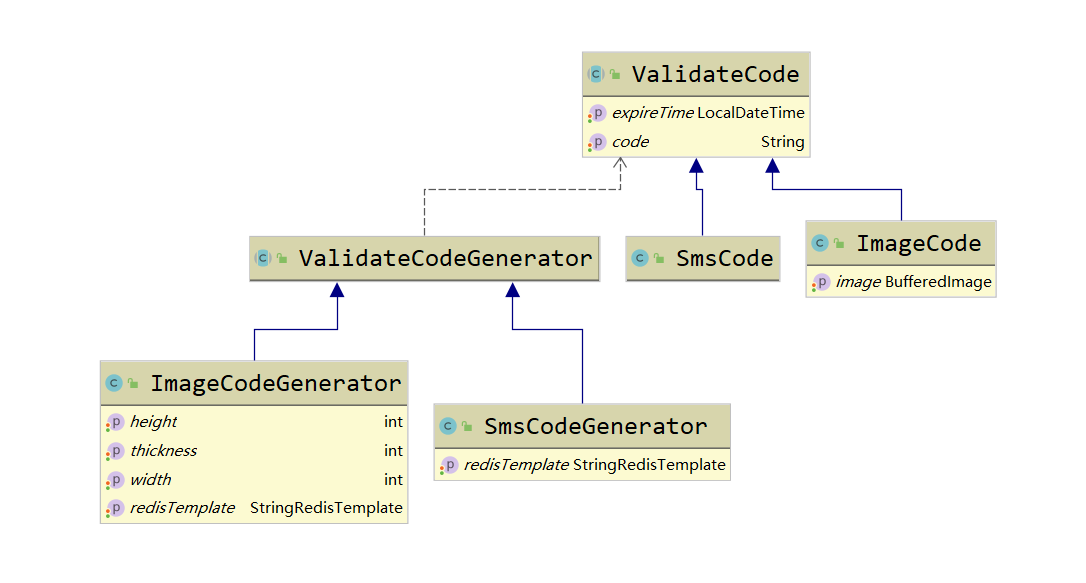 ValidateCode
expireTime LocalDateTime
code String
ValidateCodeGenerator
SmsCode
ImageCode
image BufferedImage
ImageCodeGenerator
height int
thickness int
width int
redisTemplate StringRedisTemplate
SmsCodeGenerator
redisTemplate StringRedisTemplate